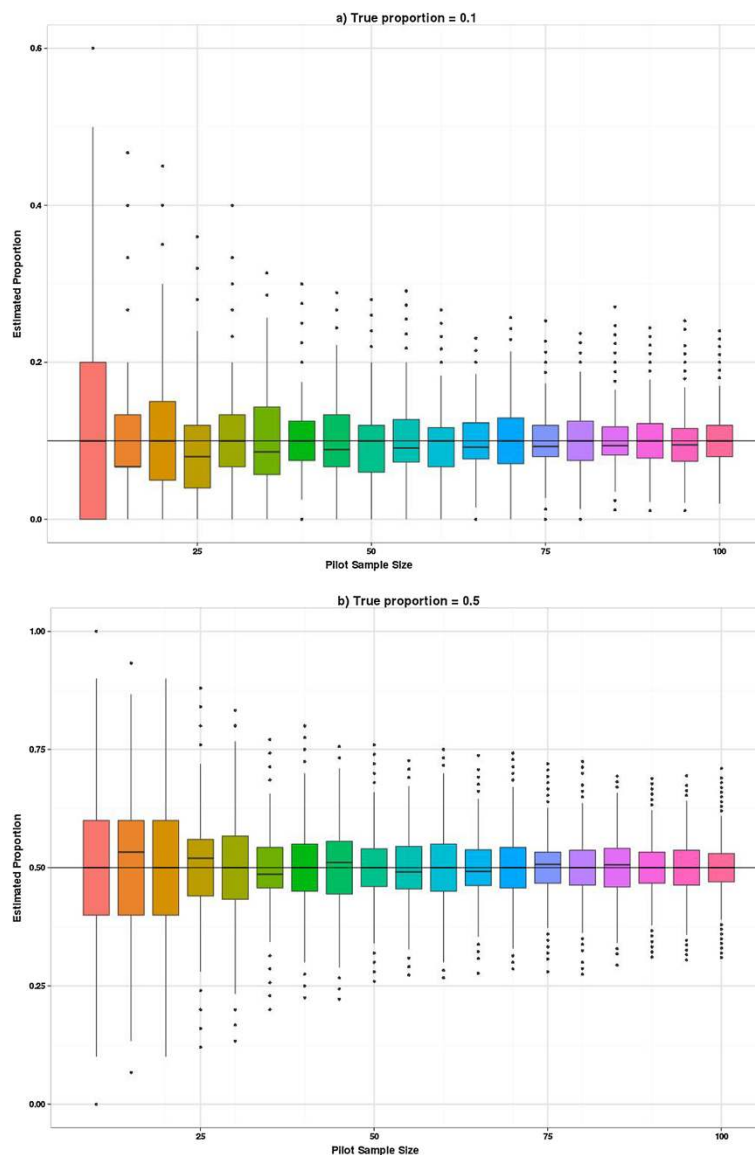 a) True proportion = 0.1
0.6
0.4
0.2
0.0
Estimated Proportion
25 50 75 100
Pilot Sample Size
b) True proportion = 0.5
1.00
0.75
0.50
0.25
0.00
Estimated Proportion
25 50 75 100
Pilot Sample Size